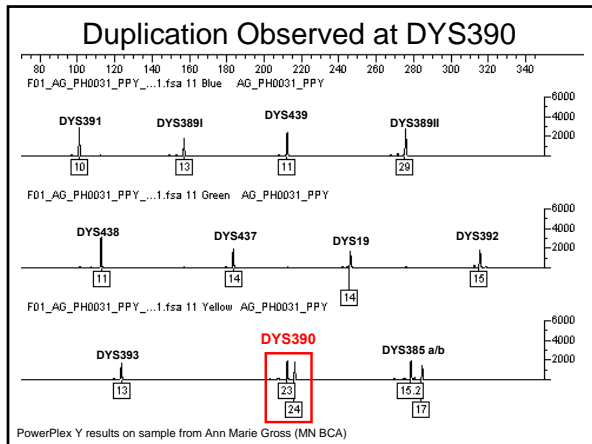 Duplication Observed at DYS390
80 100 120 140 160 180 200 220 240 260 280 300 320 340
F01_AG_PH0031_PPY_...1.fsa 11 Blue AG_PH0031_PPY
6000
4000
2000
DYS391 DYS389I DYS439 DYS389II
10 13 11 29
F01_AG_PH0031_PPY_...1.fsa 11 Green AG_PH0031_PPY
6000
4000
2000
DYS438 DYS437 DYS19 DYS392
11 14 14 15
F01_AG_PH0031_PPY_...1.fsa 11 Yellow AG_PH0031_PPY
6000
4000
2000
DYS393 DYS390 DYS385 a/b
13 23 15.2
24 17
PowerPlex Y results on sample from Ann Marie Gross (MN BCA)